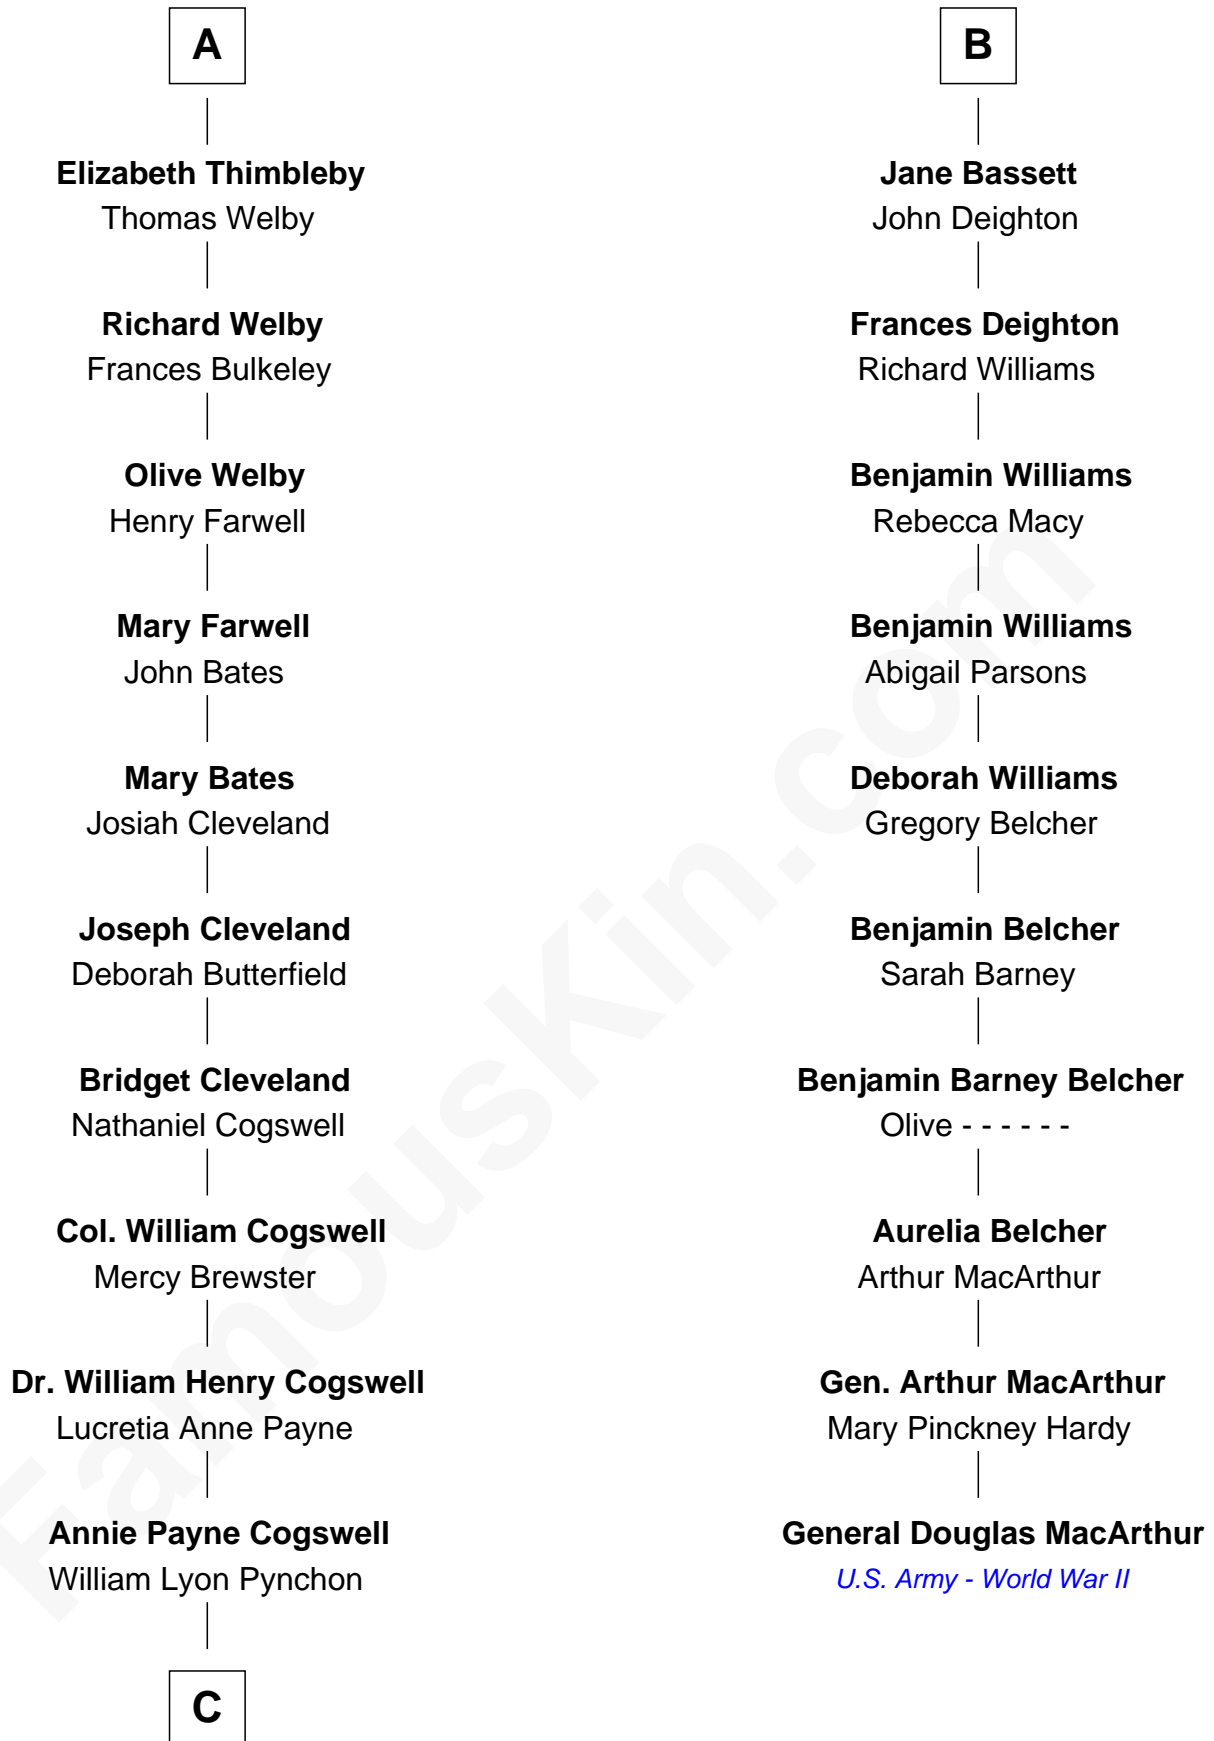 A
Elizabeth Thimbleby
Thomas Welby
Richard Welby
Frances Bulkeley
Olive Welby
Henry Farwell
Mary Farwell
John Bates
Mary Bates
Josiah Cleveland
Joseph Cleveland
Deborah Butterfield
Bridget Cleveland
Nathaniel Cogswell
Col. William Cogswell
Mercy Brewster
Dr. William Henry Cogswell
Lucretia Anne Payne
Annie Payne Cogswell
William Lyon Pynchon
C
B
Jane Bassett
John Deighton
Frances Deighton
Richard Williams
Benjamin Williams
Rebecca Macy
Benjamin Williams
Abigail Parsons
Deborah Williams
Gregory Belcher
Benjamin Belcher
Sarah Barney
Benjamin Barney Belcher
Olive - - - - - -
Aurelia Belcher
Arthur MacArthur
Gen. Arthur MacArthur
Mary Pinckney Hardy
General Douglas MacArthur
U.S. Army - World War II
FamousKin.com